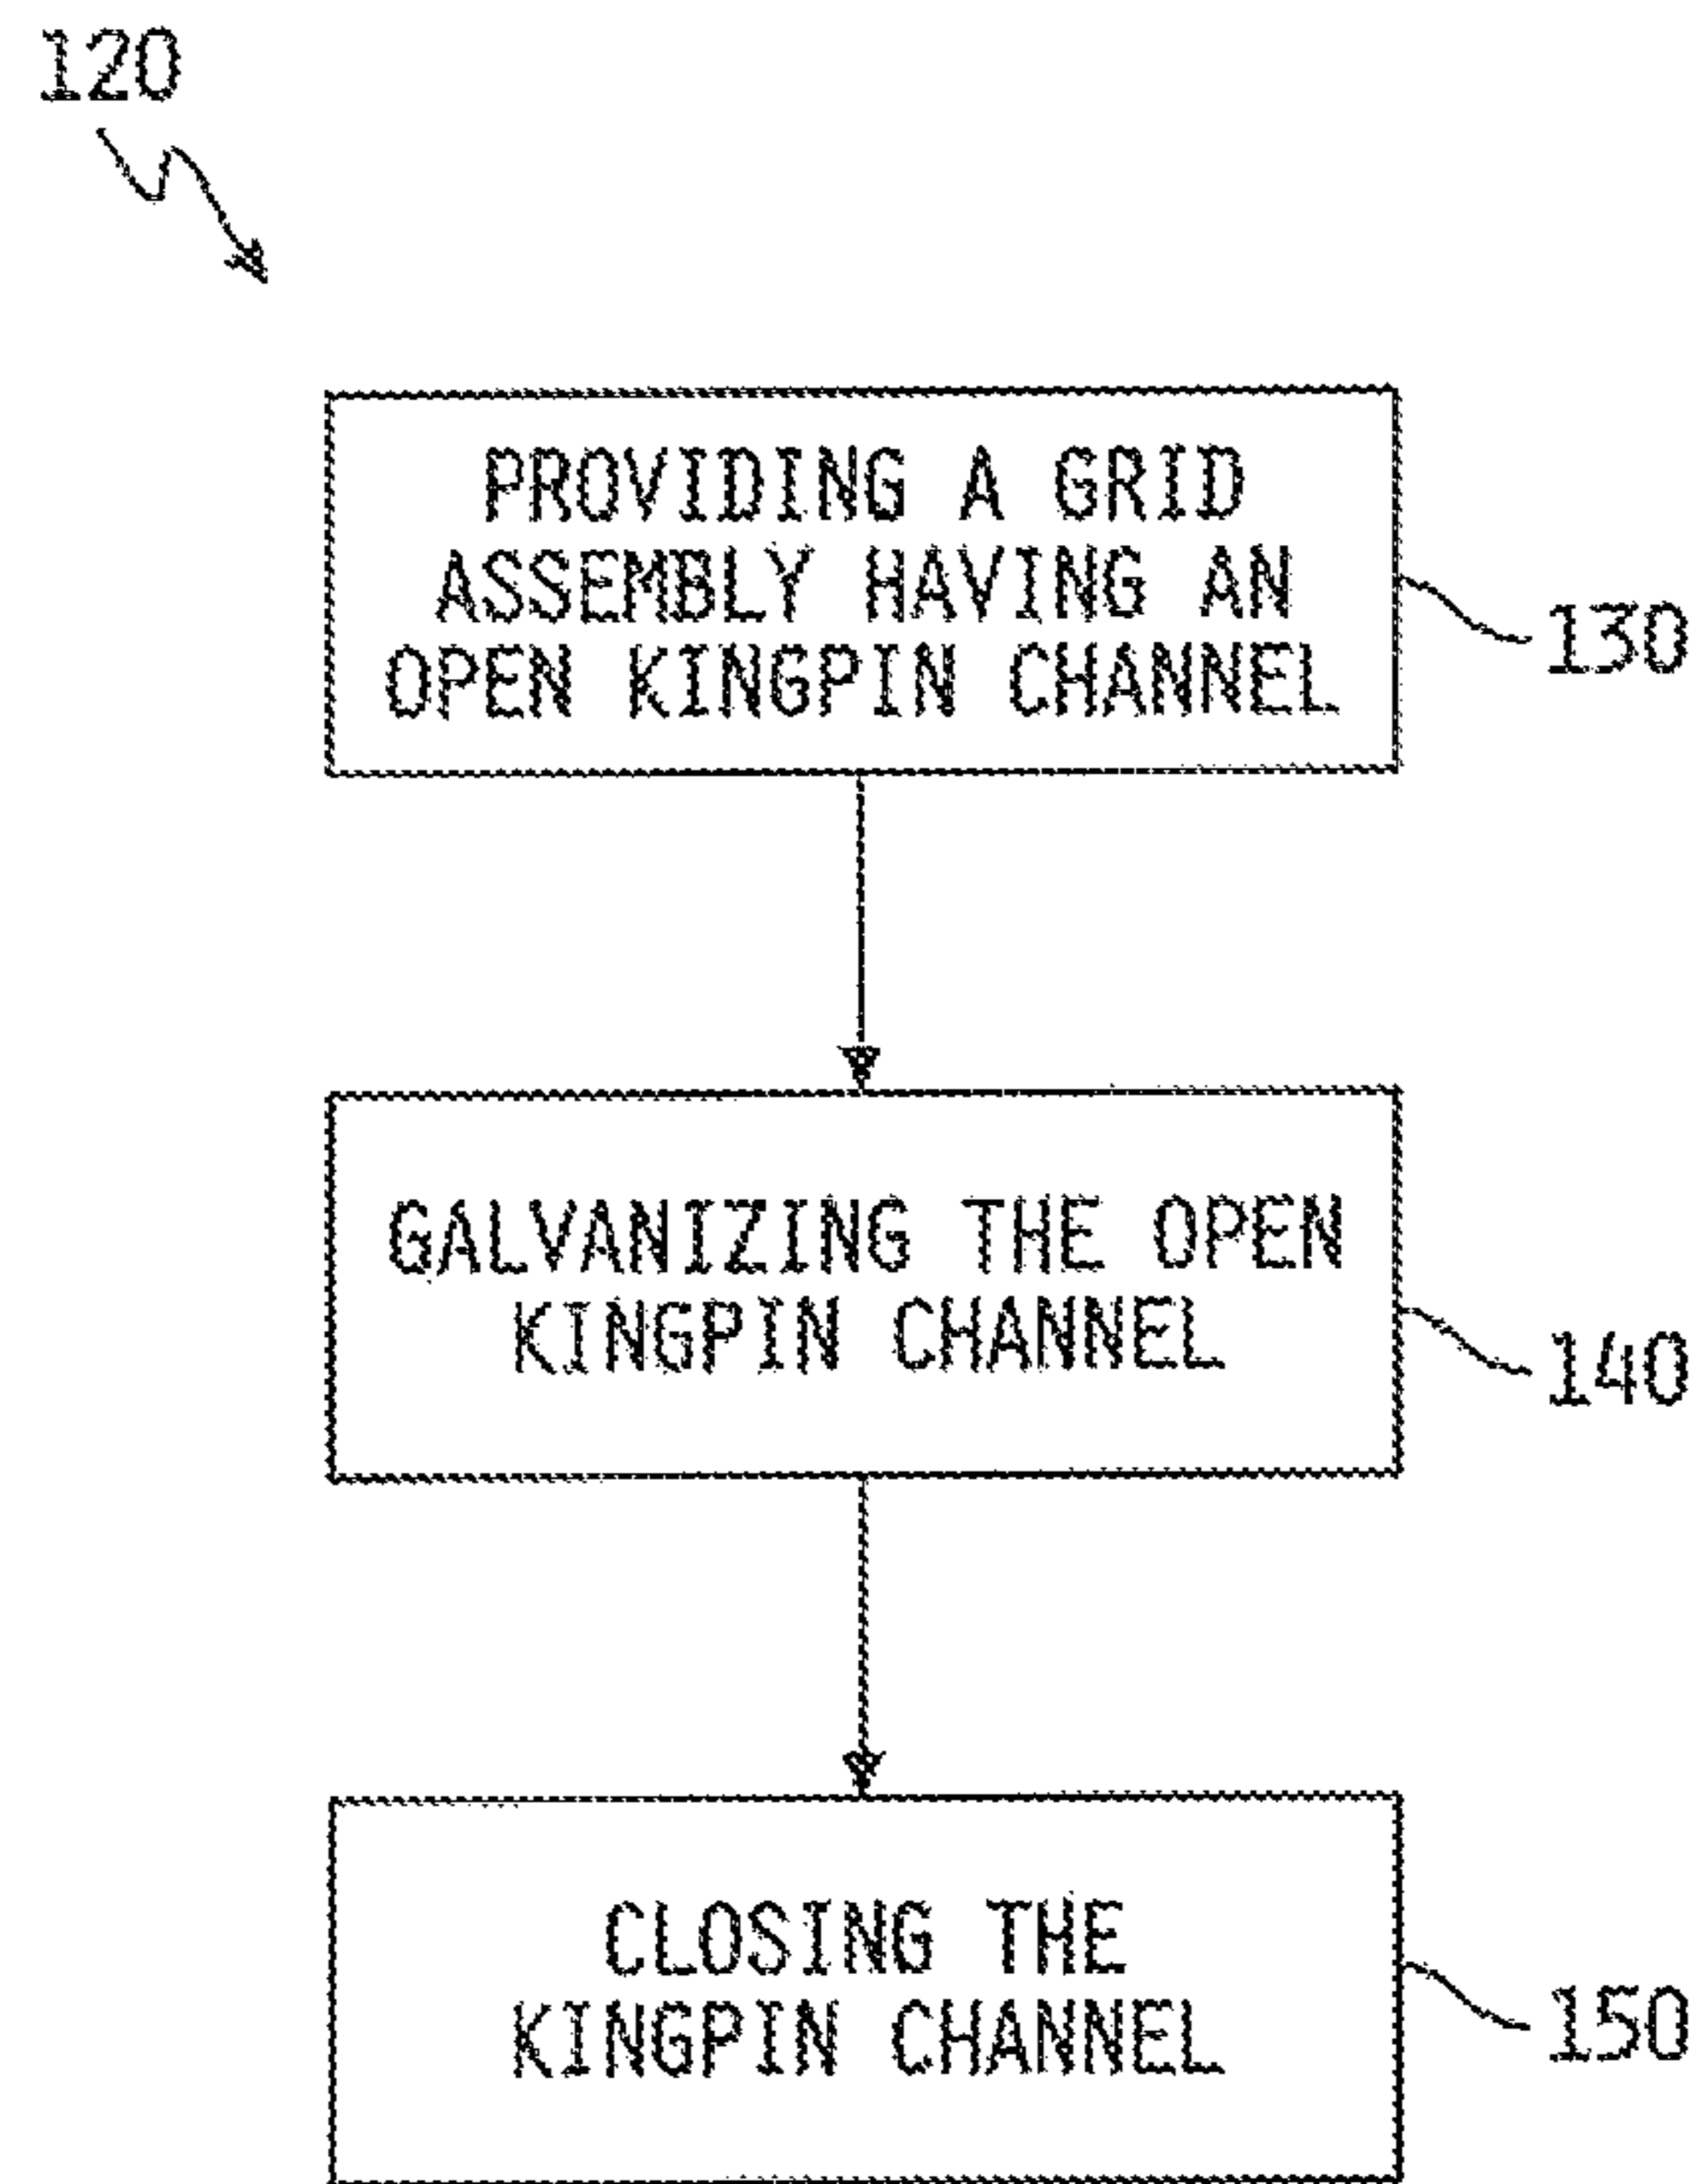 120
PROVIDING A GRID
ASSEMBLY HAVING AN
OPEN KINGPIN CHANNEL
130
GALVANIZING THE OPEN
KINGPIN CHANNEL
140
CLOSING THE
KINGPIN CHANNEL
150